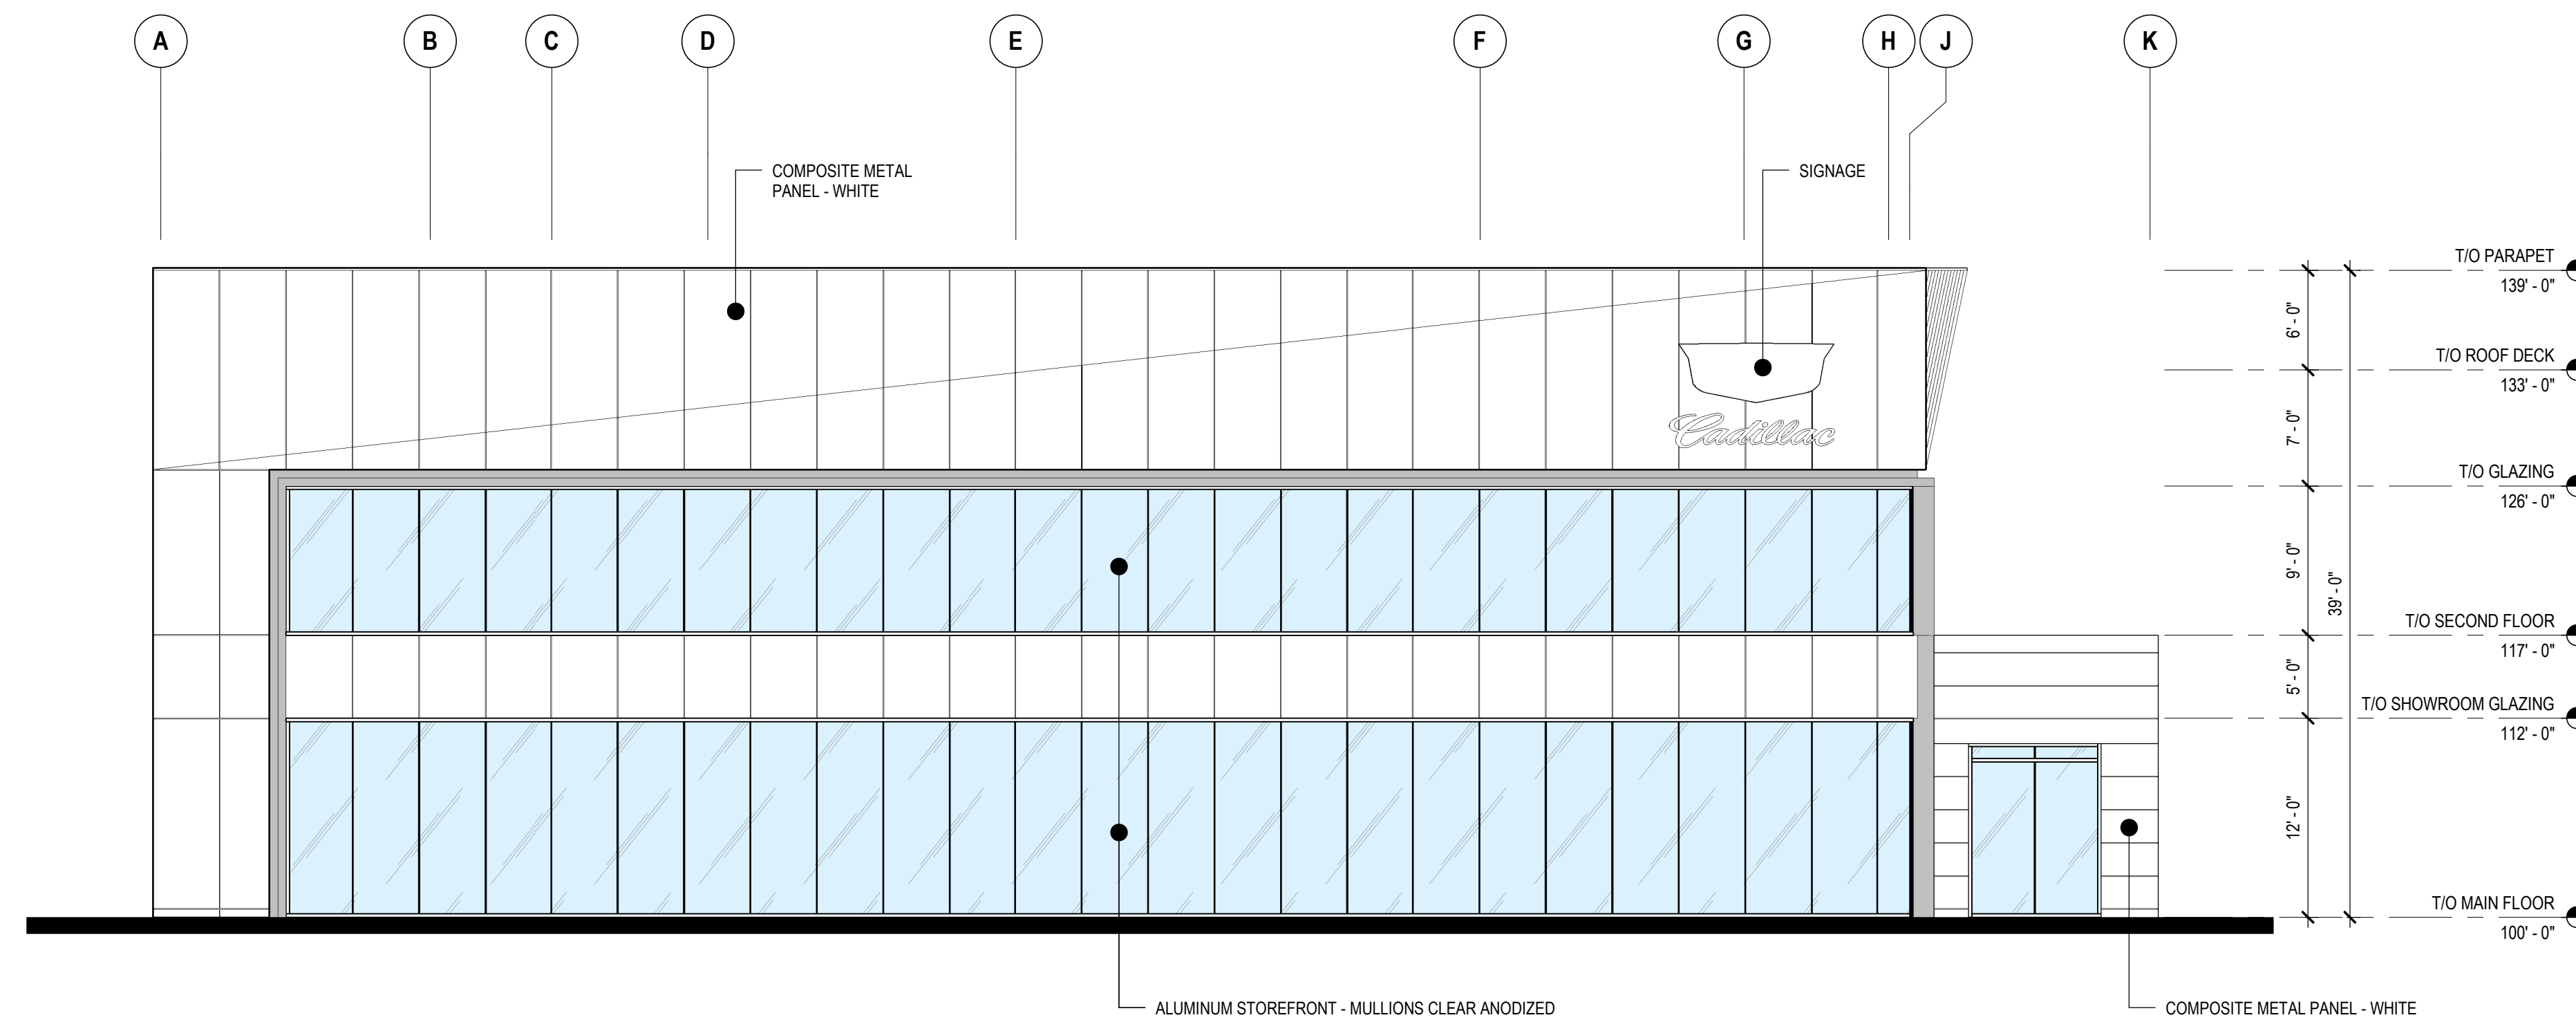 A B C D E F G H J K
COMPOSITE METAL
PANEL - WHITE
SIGNAGE
T/O PARAPET
139' - 0"
6' - 0"
T/O ROOF DECK
133' - 0"
7' - 0"
Cadillac
T/O GLAZING
126' - 0"
9' - 0"
39' - 0"
T/O SECOND FLOOR
117' - 0"
5' - 0"
T/O SHOWROOM GLAZING
112' - 0"
12' - 0"
T/O MAIN FLOOR
100' - 0"
ALUMINUM STOREFRONT - MULLIONS CLEAR ANODIZED
COMPOSITE METAL PANEL - WHITE